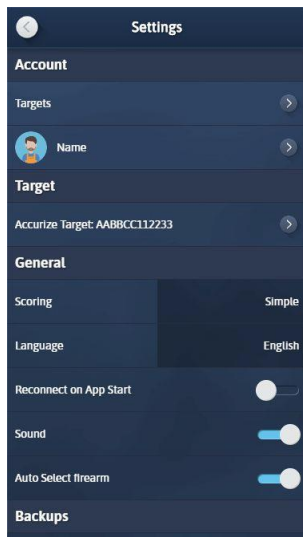 Settings
Account
Targets
Name
Target
Accurize Target: AABBCC112233
General
Scoring Simple
Language English
Reconnect on App Start
Sound
Auto Select firearm
Backups